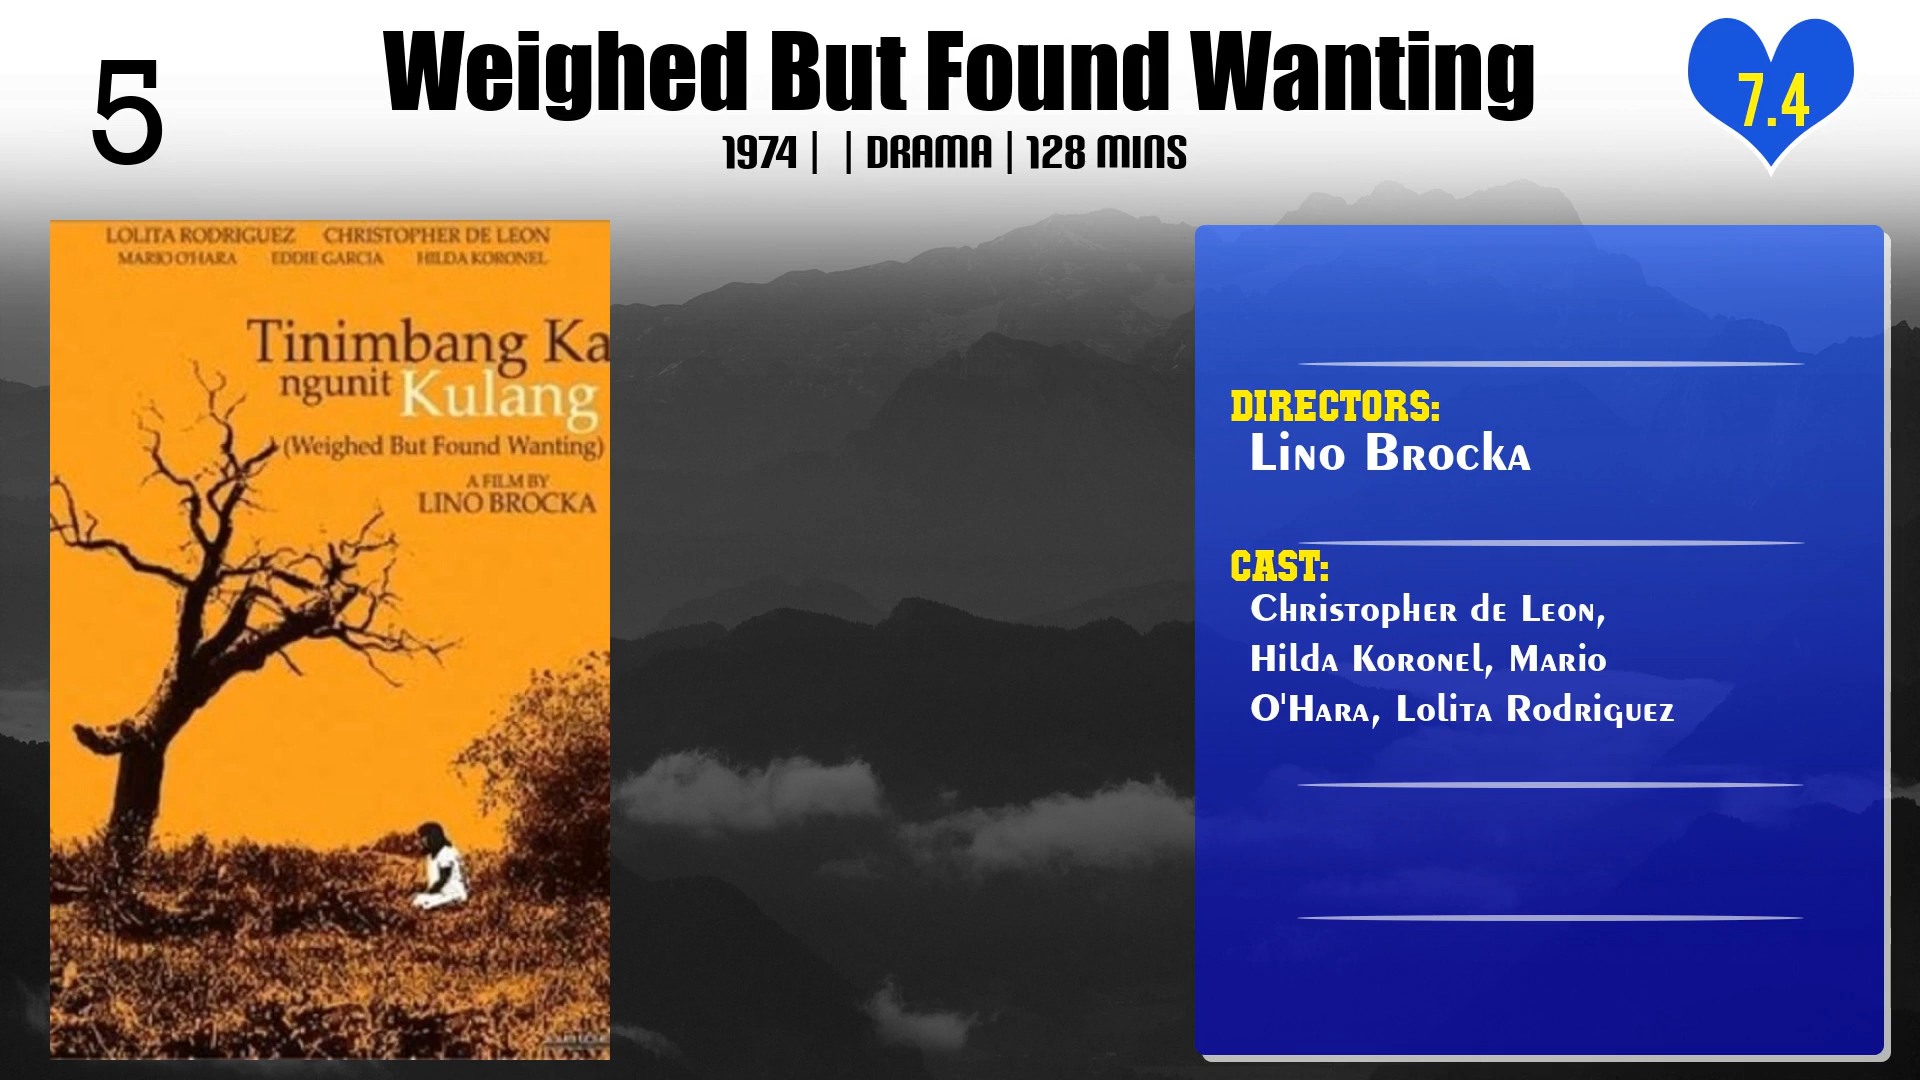 5
Weighed But Found Wanting
1974 | | DRAMA | 128 MINS
7.4
LOLITA RODRIGUEZ CHRISTOPHER DE LEON
MARIO O'HARA EDDIE GARCIA HILDA KORONEL
Tinimbang Ka
ngunit Kulang
(Weighed But Found Wanting)
A FILM BY
LINO BROCKA
DIRECTORS:
Lino Brocka
CAST:
Christopher de Leon,
Hilda Koronel, Mario
O'Hara, Lolita Rodriguez